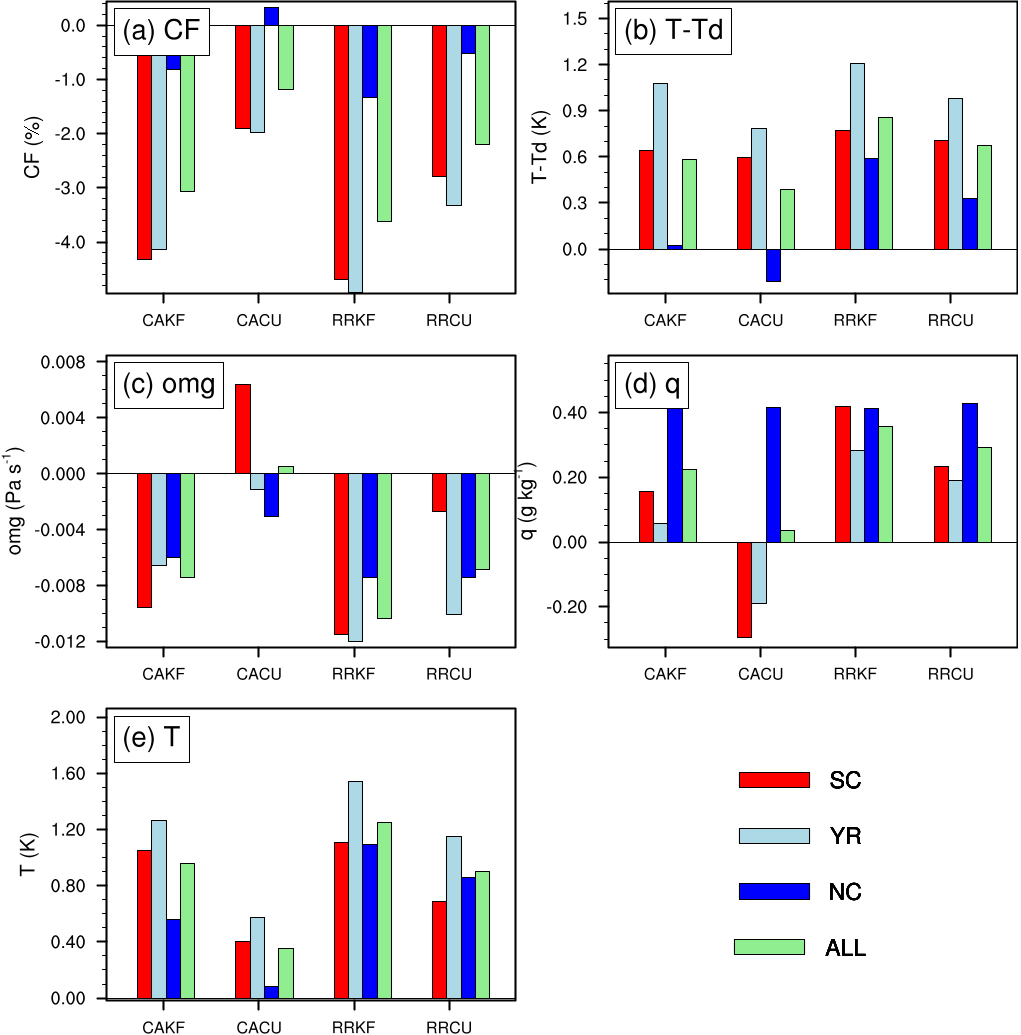 (a) CF
CF (%)
0.0
-1.0
-2.0
-3.0
-4.0
CAKF CACU RRKF RRCU
(b) T-Td
T-Td (K)
1.5
1.2
0.9
0.6
0.3
0.0
CAKF CACU RRKF RRCU
(c) omg
omg (Pa s⁻¹)
0.008
0.004
0.000
-0.004
-0.008
-0.012
CAKF CACU RRKF RRCU
(d) q
q (g kg⁻¹)
0.40
0.20
0.00
-0.20
CAKF CACU RRKF RRCU
(e) T
T (K)
2.00
1.60
1.20
0.80
0.40
0.00
CAKF CACU RRKF RRCU
SC
YR
NC
ALL